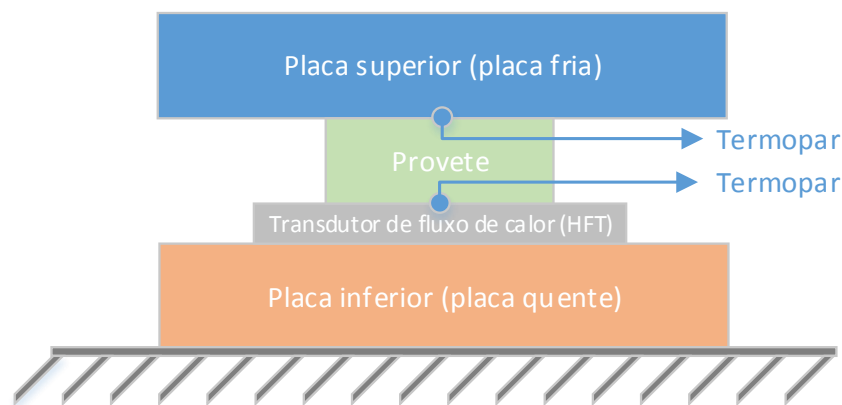 Placa superior (placa fria)
Termopar
Provete
Termopar
Transdutor de fluxo de calor (HFT)
Placa inferior (placa quente)